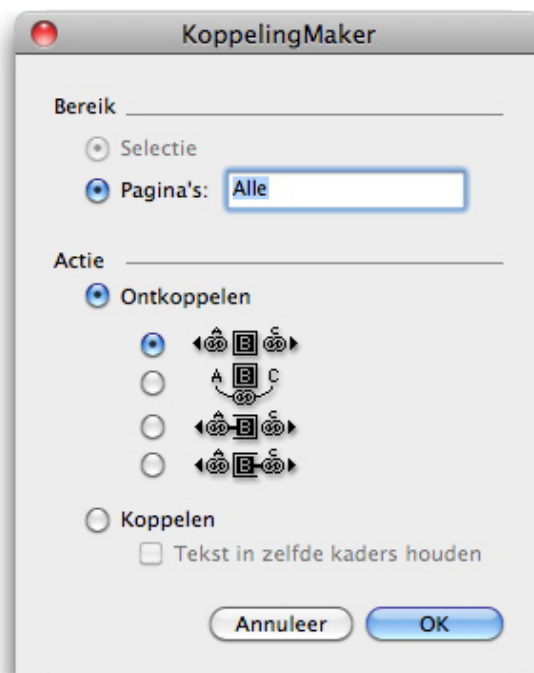 KoppelingMaker
Bereik
Selectie
Pagina's: Alle
Actie
Ontkoppelen
A B C
A B C
A B C
A B C
Koppelen
Tekst in zelfde kaders houden
Annuleer OK